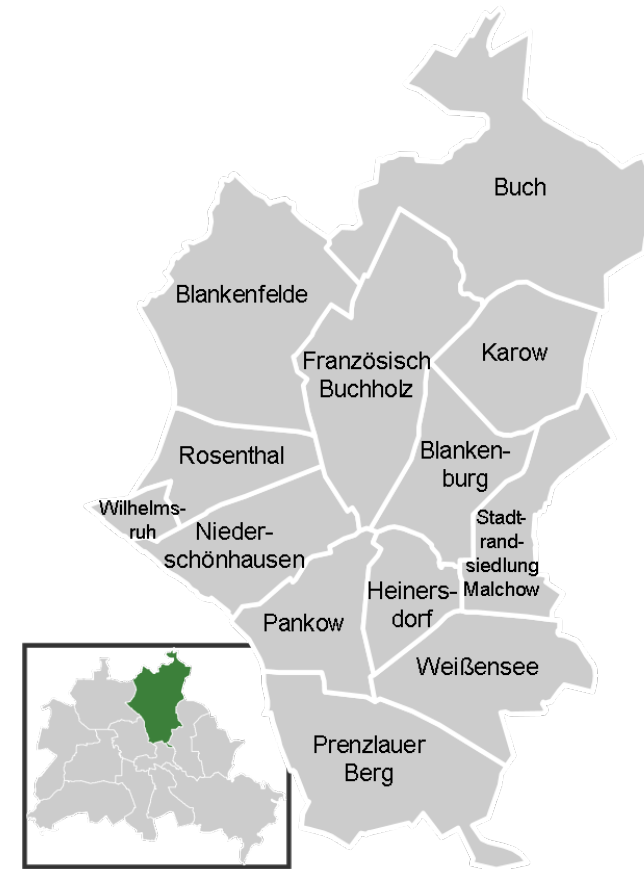 Buch
Blankenfelde
Karow
Französisch
Buchholz
Rosenthal
Blanken-
burg
Wilhelms-
ruh
Nieder-
schönhausen
Stadt-
rand-
siedlung
Malchow
Heiners-
dorf
Pankow
Weißensee
Prenzlauer
Berg